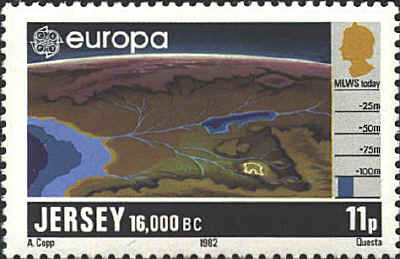 europa
MLWS today
-25m
-50m
-75m
-100m
JERSEY 16,000 BC 11p
A. Copp 1982 Questa